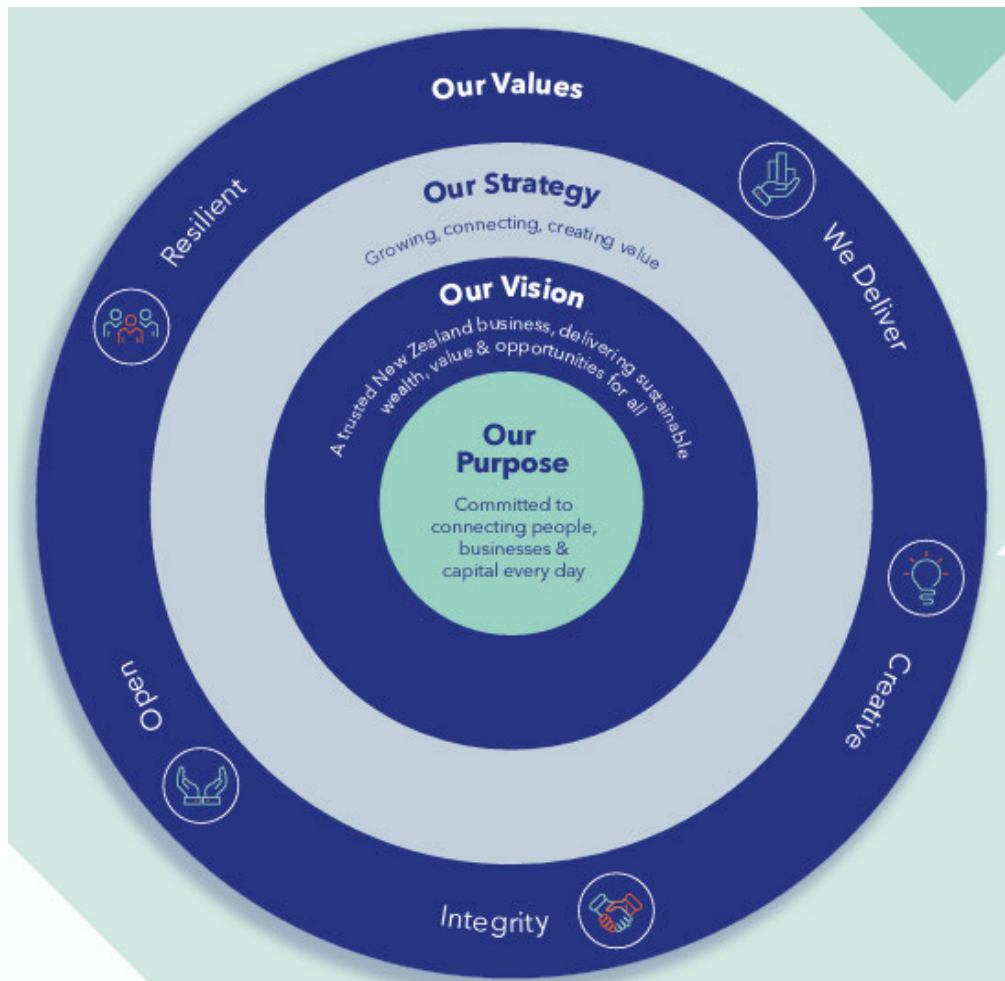 Our Values
Resilient
We Deliver
Creative
Integrity
Open
Our Strategy
Growing, connecting, creating value
Our Vision
A trusted New Zealand business, delivering sustainable
wealth, value & opportunities for all
Our
Purpose
Committed to
connecting people,
businesses &
capital every day